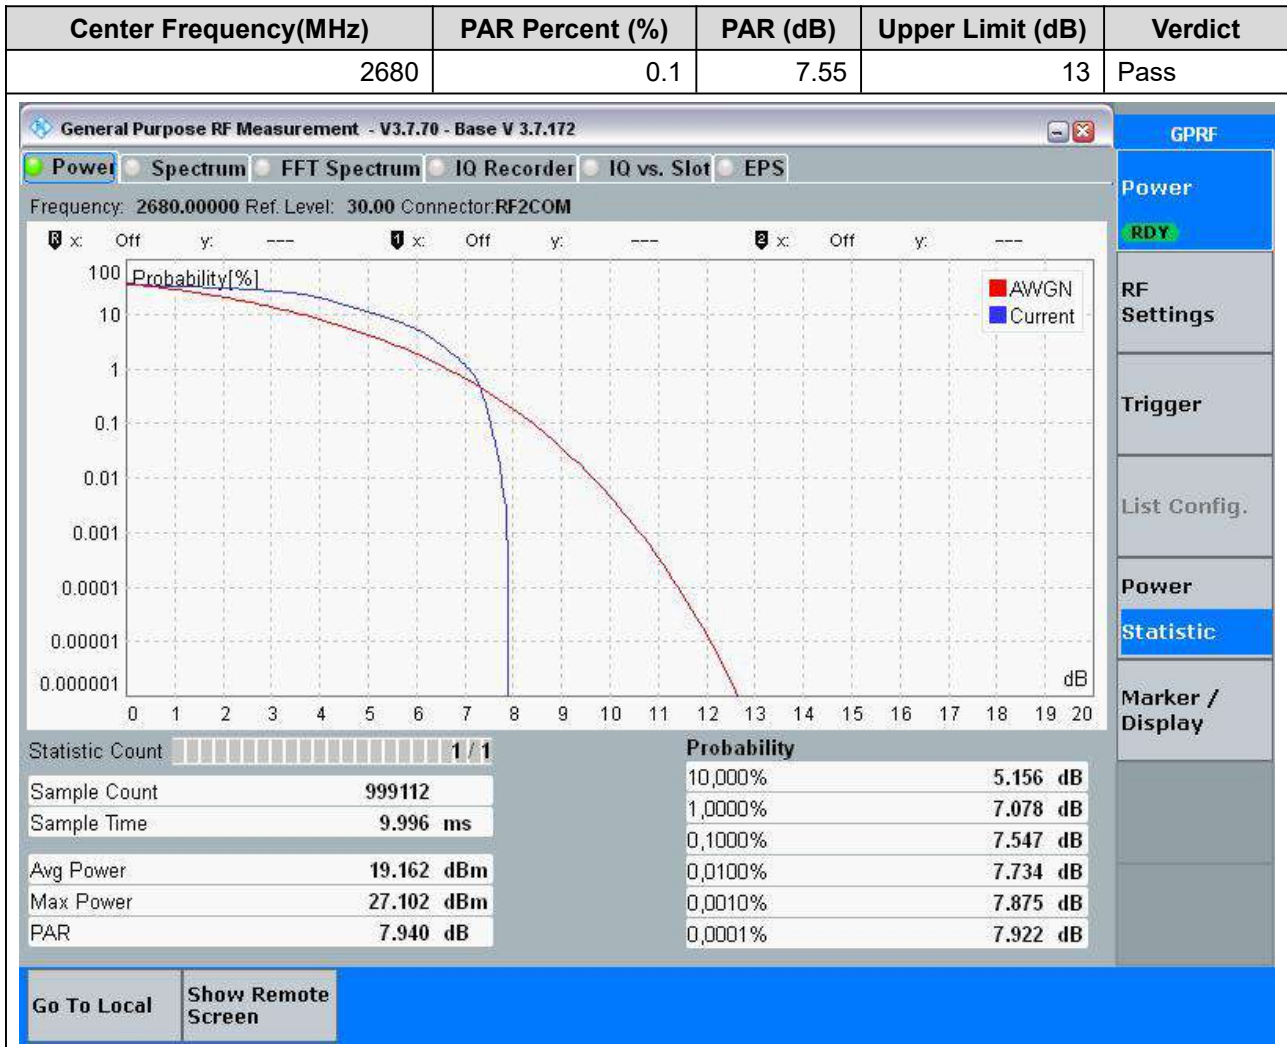 Center Frequency(MHz) PAR Percent (%) PAR (dB) Upper Limit (dB) Verdict
2680 0.1 7.55 13 Pass
General Purpose RF Measurement - V3.7.70 - Base V 3.7.172
GPRF
Power Spectrum FFT Spectrum IQ Recorder IQ vs. Slot EPS
Frequency: 2680.00000 Ref. Level: 30.00 Connector:RF2COM
R x: Off y: --- 1 x: Off y: --- 2 x: Off y: ---
Probability[%]
100
10
1
0.1
0.01
0.001
0.0001
0.00001
0.000001
AWGN
Current
dB
0 1 2 3 4 5 6 7 8 9 10 11 12 13 14 15 16 17 18 19 20
Statistic Count 1 / 1
Sample Count 999112
Sample Time 9.996 ms
Avg Power 19.162 dBm
Max Power 27.102 dBm
PAR 7.940 dB
Probability
10,000% 5.156 dB
1,0000% 7.078 dB
0,1000% 7.547 dB
0,0100% 7.734 dB
0,0010% 7.875 dB
0,0001% 7.922 dB
Power
RDY
RF
Settings
Trigger
List Config.
Power
Statistic
Marker /
Display
Go To Local
Show Remote
Screen